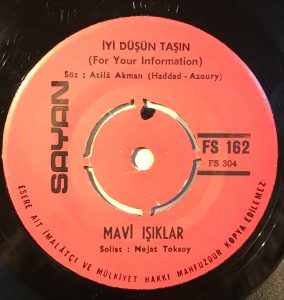 İYİ DÜŞÜN TAŞIN
(For Your Information)
Söz : Atilâ Akman (Haddad - Azoury)
SAYAN
FS 162
FS 304
MAVİ IŞIKLAR
Solist : Nejat Toksoy
ESERE AİT İMALÂTÇI VE MÜLKİYET HAKKI MAHFUZDUR KOPYA EDİLEMEZ